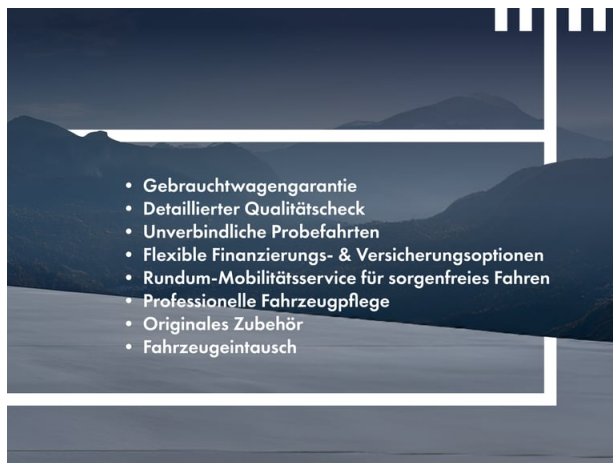 • Gebrauchtwagengarantie
• Detaillierter Qualitätscheck
• Unverbindliche Probefahrten
• Flexible Finanzierungs- & Versicherungsoptionen
• Rundum-Mobilitätsservice für sorgenfreies Fahren
• Professionelle Fahrzeugpflege
• Originales Zubehör
• Fahrzeugeintausch